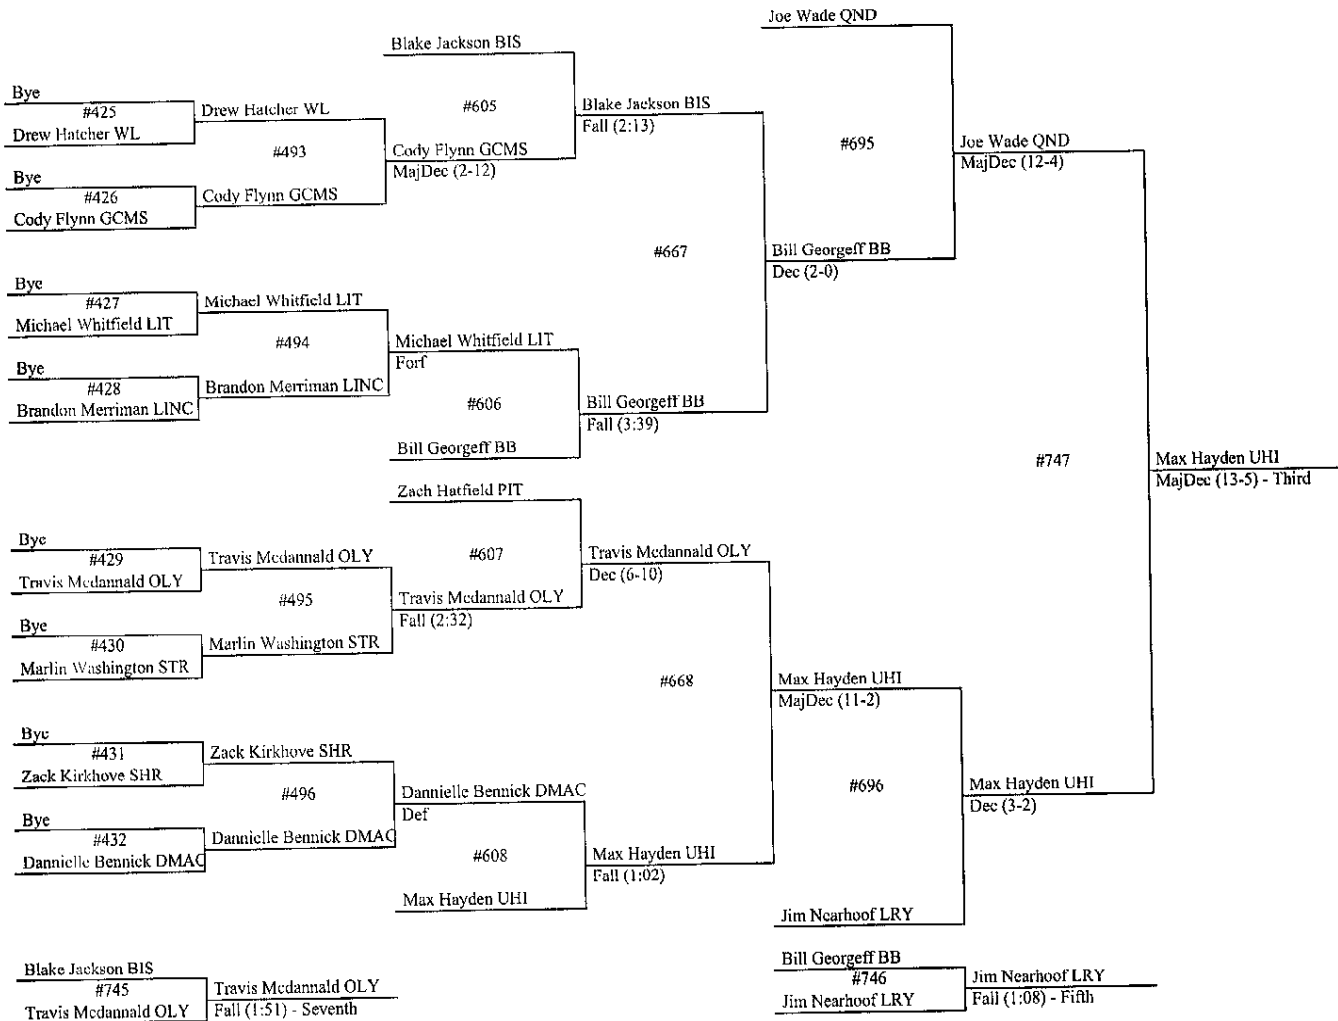 Joe Wade QND
Blake Jackson BIS
Bye
#425
Drew Hatcher WL
Drew Hatcher WL
#605
Blake Jackson BIS
Fall (2:13)
#493
#695
Joe Wade QND
MajDec (12-4)
Cody Flynn GCMS
MajDec (2-12)
Bye
#426
Cody Flynn GCMS
Cody Flynn GCMS
#667
Bill Georgeff BB
Dec (2-0)
Bye
#427
Michael Whitfield LIT
Michael Whitfield LIT
#494
Michael Whitfield LIT
Forf
Bye
#428
Brandon Merriman LINC
Brandon Merriman LINC
#606
Bill Georgeff BB
Fall (3:39)
Bill Georgeff BB
#747
Max Hayden UHI
MajDec (13-5) - Third
Zach Hatfield PIT
Bye
#429
Travis Mcdannald OLY
Travis Mcdannald OLY
#607
Travis Mcdannald OLY
Dec (6-10)
#495
Travis Mcdannald OLY
Fall (2:32)
Bye
#430
Marlin Washington STR
Marlin Washington STR
#668
Max Hayden UHI
MajDec (11-2)
Bye
#431
Zack Kirkhove SHR
Zack Kirkhove SHR
#496
Dannielle Bennick DMAC
Def
#696
Max Hayden UHI
Dec (3-2)
Bye
#432
Dannielle Bennick DMAC
Dannielle Bennick DMAC
#608
Max Hayden UHI
Fall (1:02)
Max Hayden UHI
Jim Nearhoof LRY
Blake Jackson BIS
#745
Travis Mcdannald OLY
Travis Mcdannald OLY
Fall (1:51) - Seventh
Bill Georgeff BB
#746
Jim Nearhoof LRY
Jim Nearhoof LRY
Fall (1:08) - Fifth